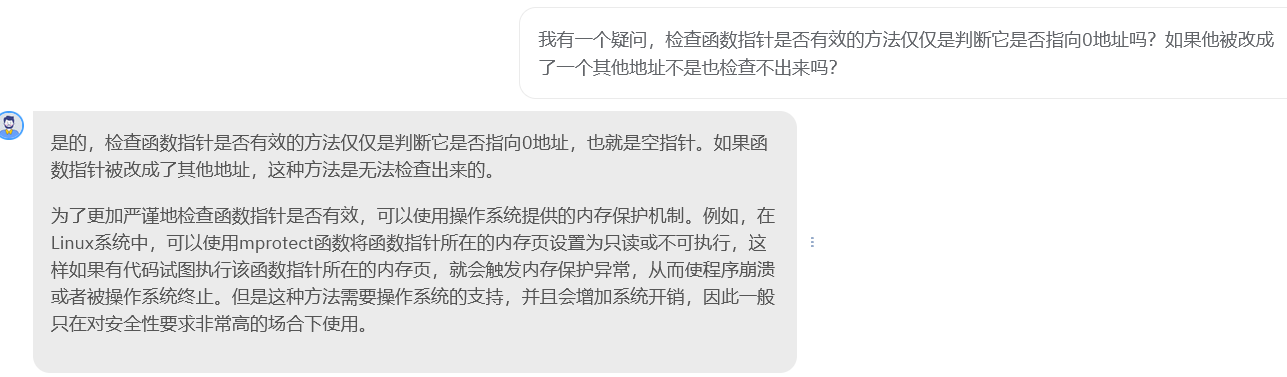 我有一个疑问，检查函数指针是否有效的方法仅仅是判断它是否指向0地址吗？如果他被改成
了一个其他地址不是也检查不出来吗？
是的，检查函数指针是否有效的方法仅仅是判断它是否指向0地址，也就是空指针。如果函
数指针被改成了其他地址，这种方法是无法检查出来的。
为了更加严谨地检查函数指针是否有效，可以使用操作系统提供的内存保护机制。例如，在
Linux系统中，可以使用mprotect函数将函数指针所在的内存页设置为只读或不可执行，这
样如果有代码试图执行该函数指针所在的内存页，就会触发内存保护异常，从而使程序崩溃
或者被操作系统终止。但是这种方法需要操作系统的支持，并且会增加系统开销，因此一般
只在对安全性要求非常高的场合下使用。